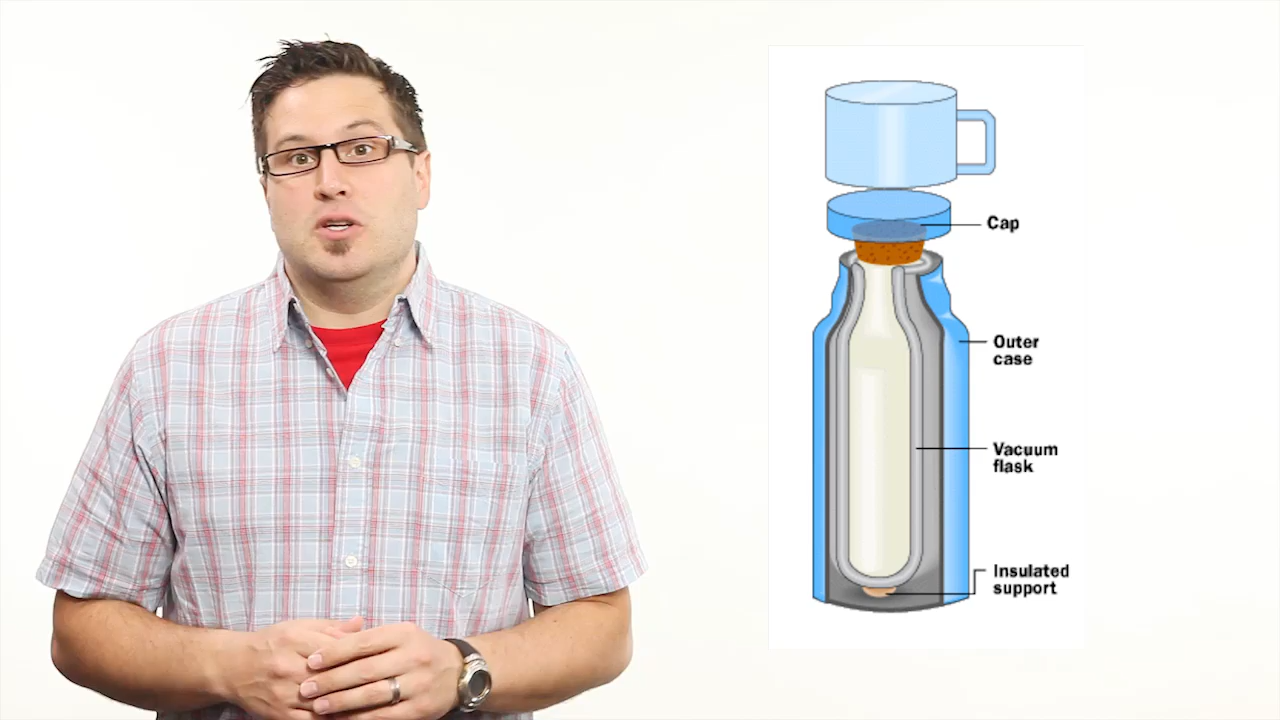 Cap
Outer
case
Vacuum
flask
Insulated
support